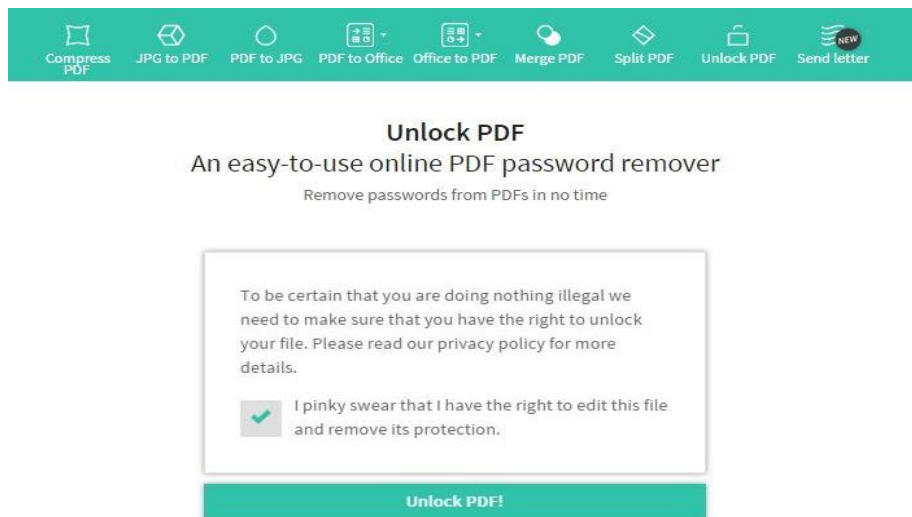 Compress PDF
JPG to PDF
PDF to JPG
PDF to Office
Office to PDF
Merge PDF
Split PDF
Unlock PDF
NEW
Send letter
Unlock PDF
An easy-to-use online PDF password remover
Remove passwords from PDFs in no time
To be certain that you are doing nothing illegal we
need to make sure that you have the right to unlock
your file. Please read our privacy policy for more
details.
I pinky swear that I have the right to edit this file
and remove its protection.
Unlock PDF!